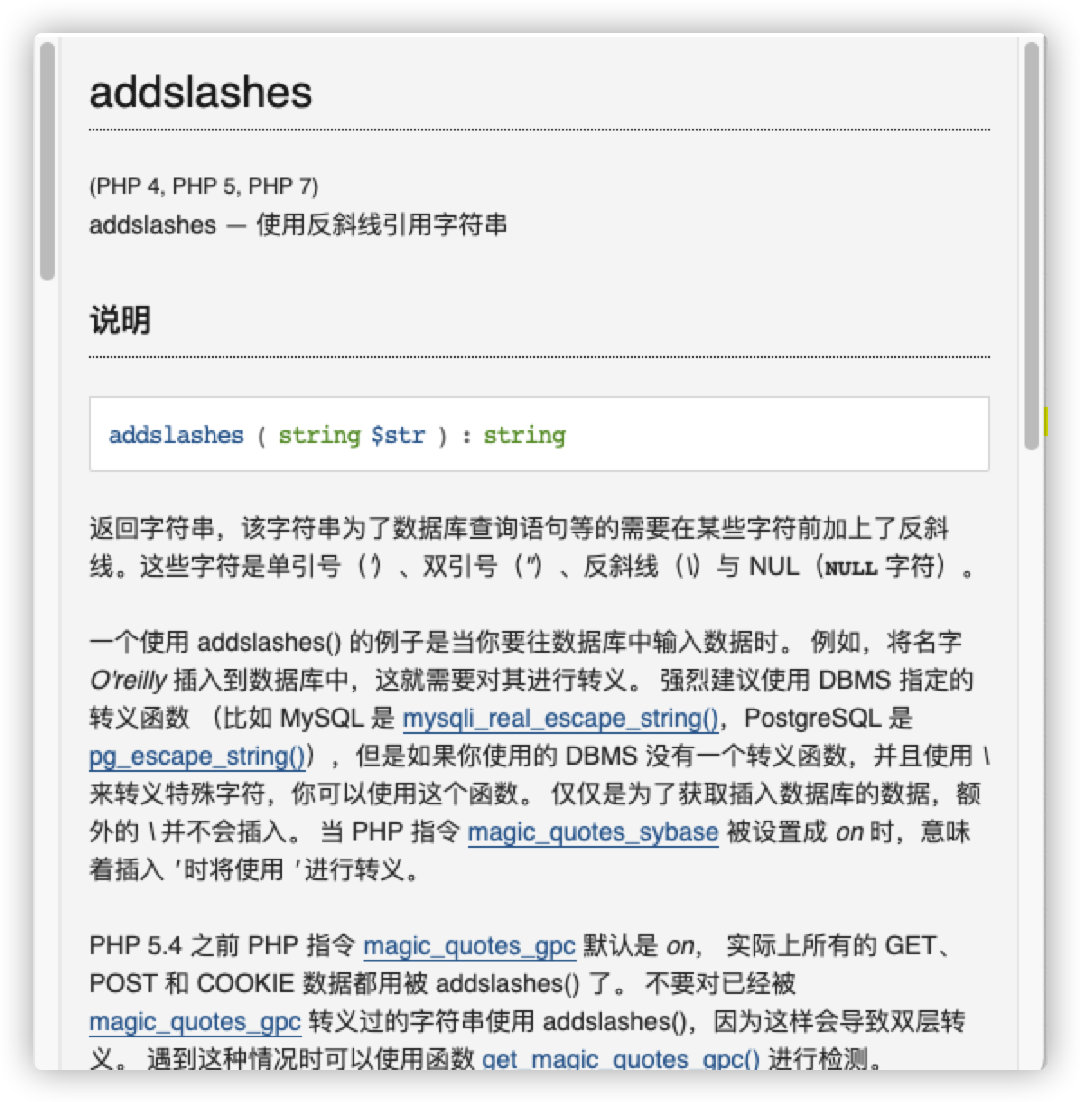 addslashes
(PHP 4, PHP 5, PHP 7)
addslashes — 使用反斜线引用字符串
说明
addslashes ( string $str ) : string
返回字符串，该字符串为了数据库查询语句等的需要在某些字符前加上了反斜
线。这些字符是单引号（'）、双引号（"）、反斜线（\）与 NUL（NULL 字符）。
一个使用 addslashes() 的例子是当你要往数据库中输入数据时。 例如，将名字
O'reilly 插入到数据库中，这就需要对其进行转义。 强烈建议使用 DBMS 指定的
转义函数 （比如 MySQL 是 mysqli_real_escape_string()，PostgreSQL 是
pg_escape_string()），但是如果你使用的 DBMS 没有一个转义函数，并且使用 \
来转义特殊字符，你可以使用这个函数。 仅仅是为了获取插入数据库的数据，额
外的 \ 并不会插入。 当 PHP 指令 magic_quotes_sybase 被设置成 on 时，意味
着插入 ' 时将使用 ' 进行转义。
PHP 5.4 之前 PHP 指令 magic_quotes_gpc 默认是 on， 实际上所有的 GET、
POST 和 COOKIE 数据都用被 addslashes() 了。 不要对已经被
magic_quotes_gpc 转义过的字符串使用 addslashes()，因为这样会导致双层转
义。 遇到这种情况时可以使用函数 get_magic_quotes_gpc() 进行检测。